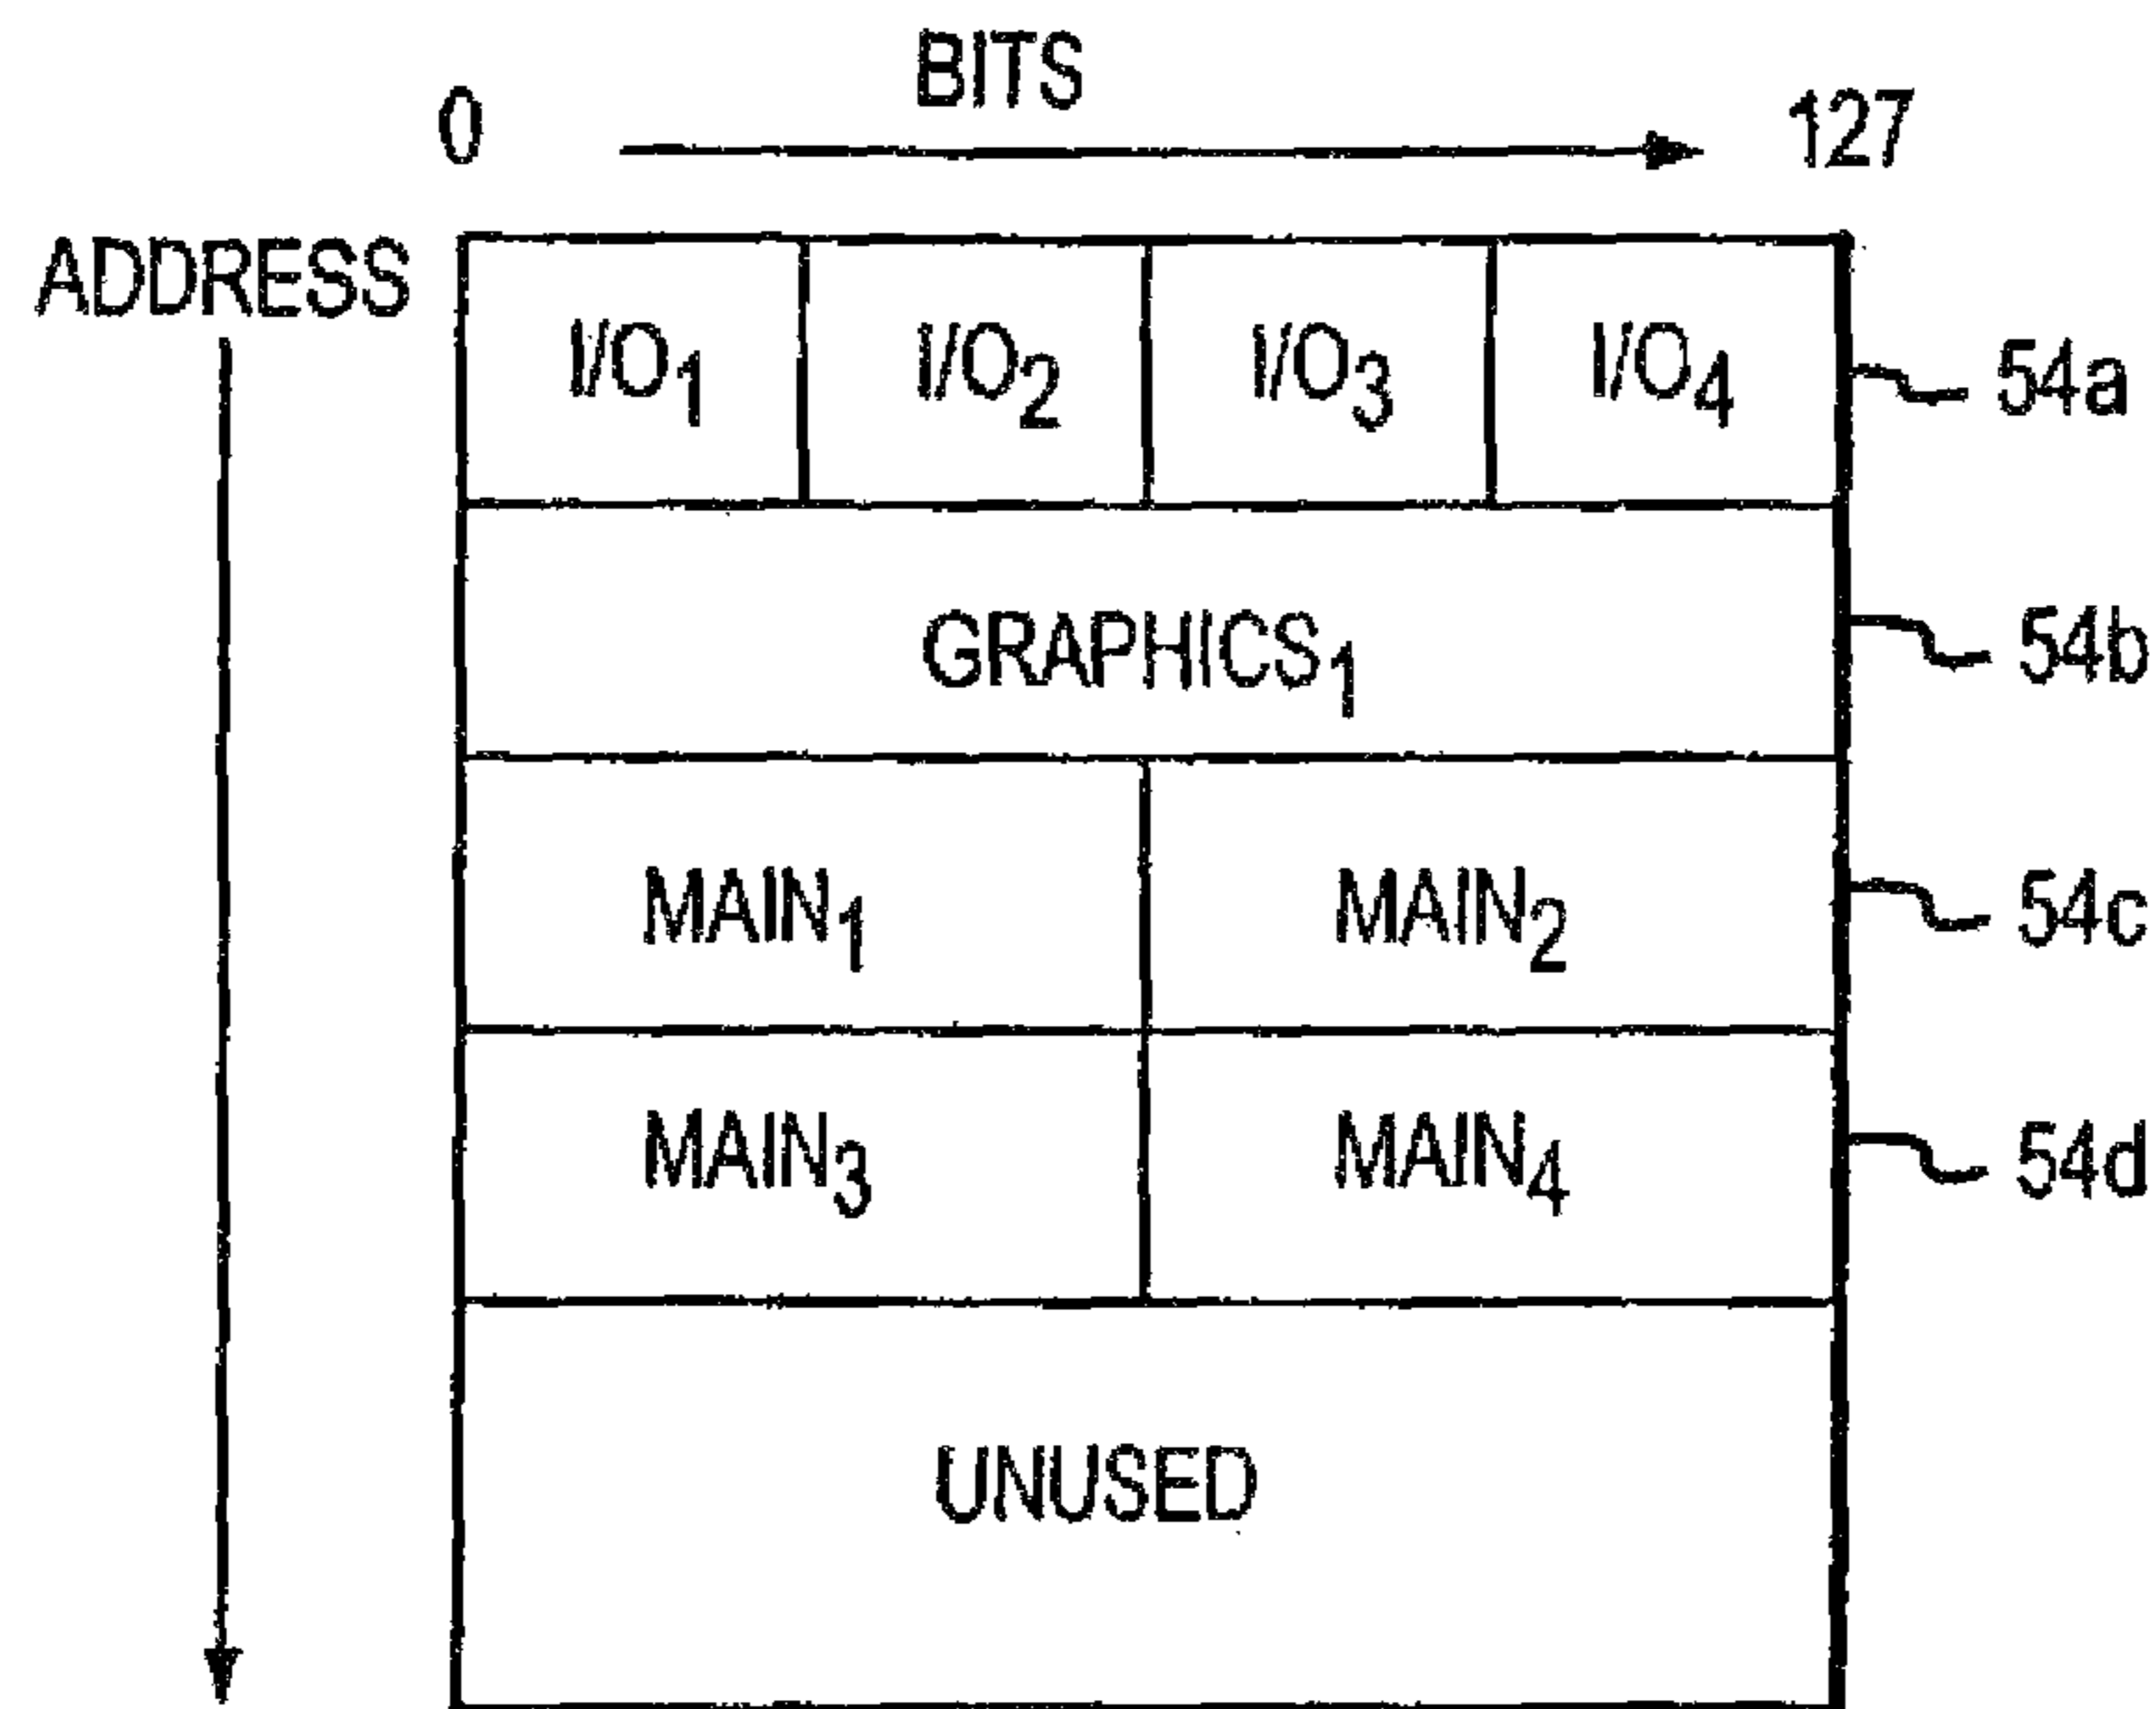 BITS
0 127
ADDRESS
I/O1 I/O2 I/O3 I/O4 54a
GRAPHICS1 54b
MAIN1 MAIN2 54c
MAIN3 MAIN4 54d
UNUSED